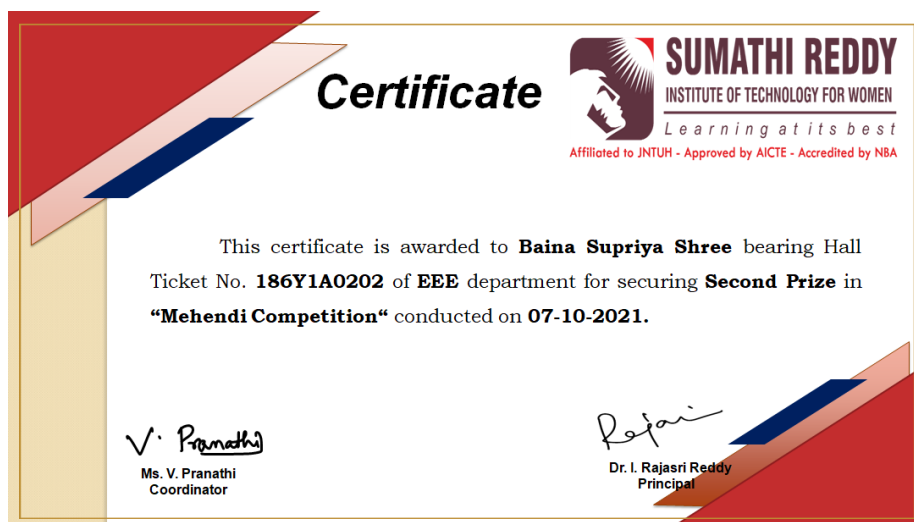 Certificate
SUMATHI REDDY
INSTITUTE OF TECHNOLOGY FOR WOMEN
Learning at its best
Affiliated to JNTUH - Approved by AICTE - Accredited by NBA
This certificate is awarded to Baina Supriya Shree bearing Hall
Ticket No. 186Y1A0202 of EEE department for securing Second Prize in
“Mehendi Competition“ conducted on 07-10-2021.
V. Pranathi
Ms. V. Pranathi
Coordinator
Rajasri
Dr. I. Rajasri Reddy
Principal